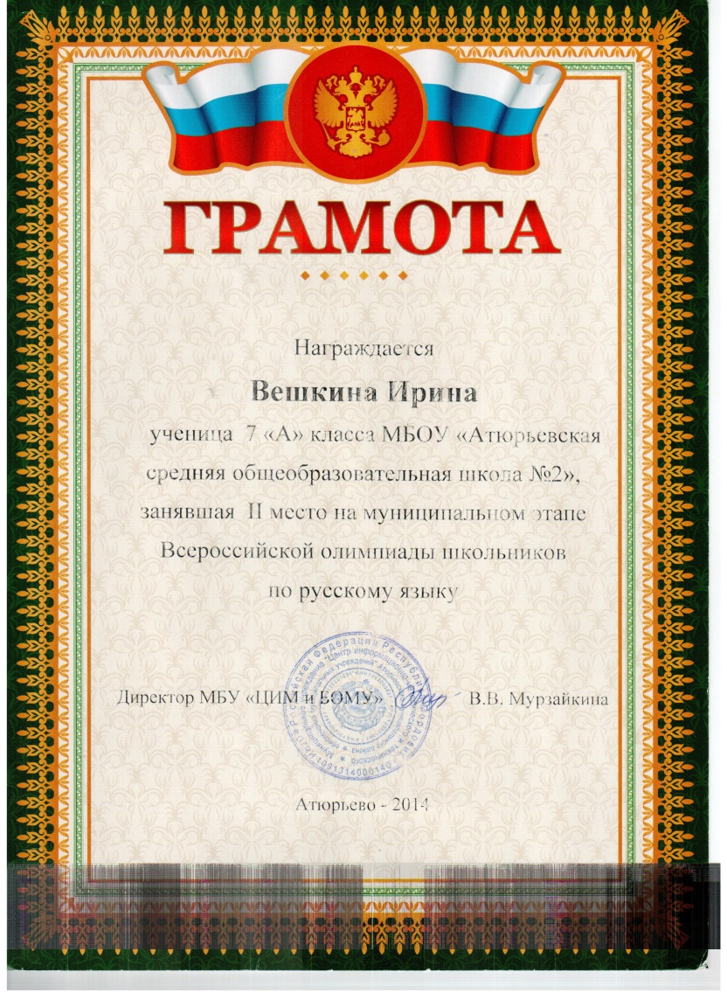 ГРАМОТА
Награждается
Вешкина Ирина
ученица 7 «А» класса МБОУ «Атюрьевская
средняя общеобразовательная школа №2»,
занявшая II место на муниципальном этапе
Всероссийской олимпиады школьников
по русскому языку
Директор МБУ «ЦИМ и БОМУ» В.В. Мурзайкина
Атюрьево - 2014